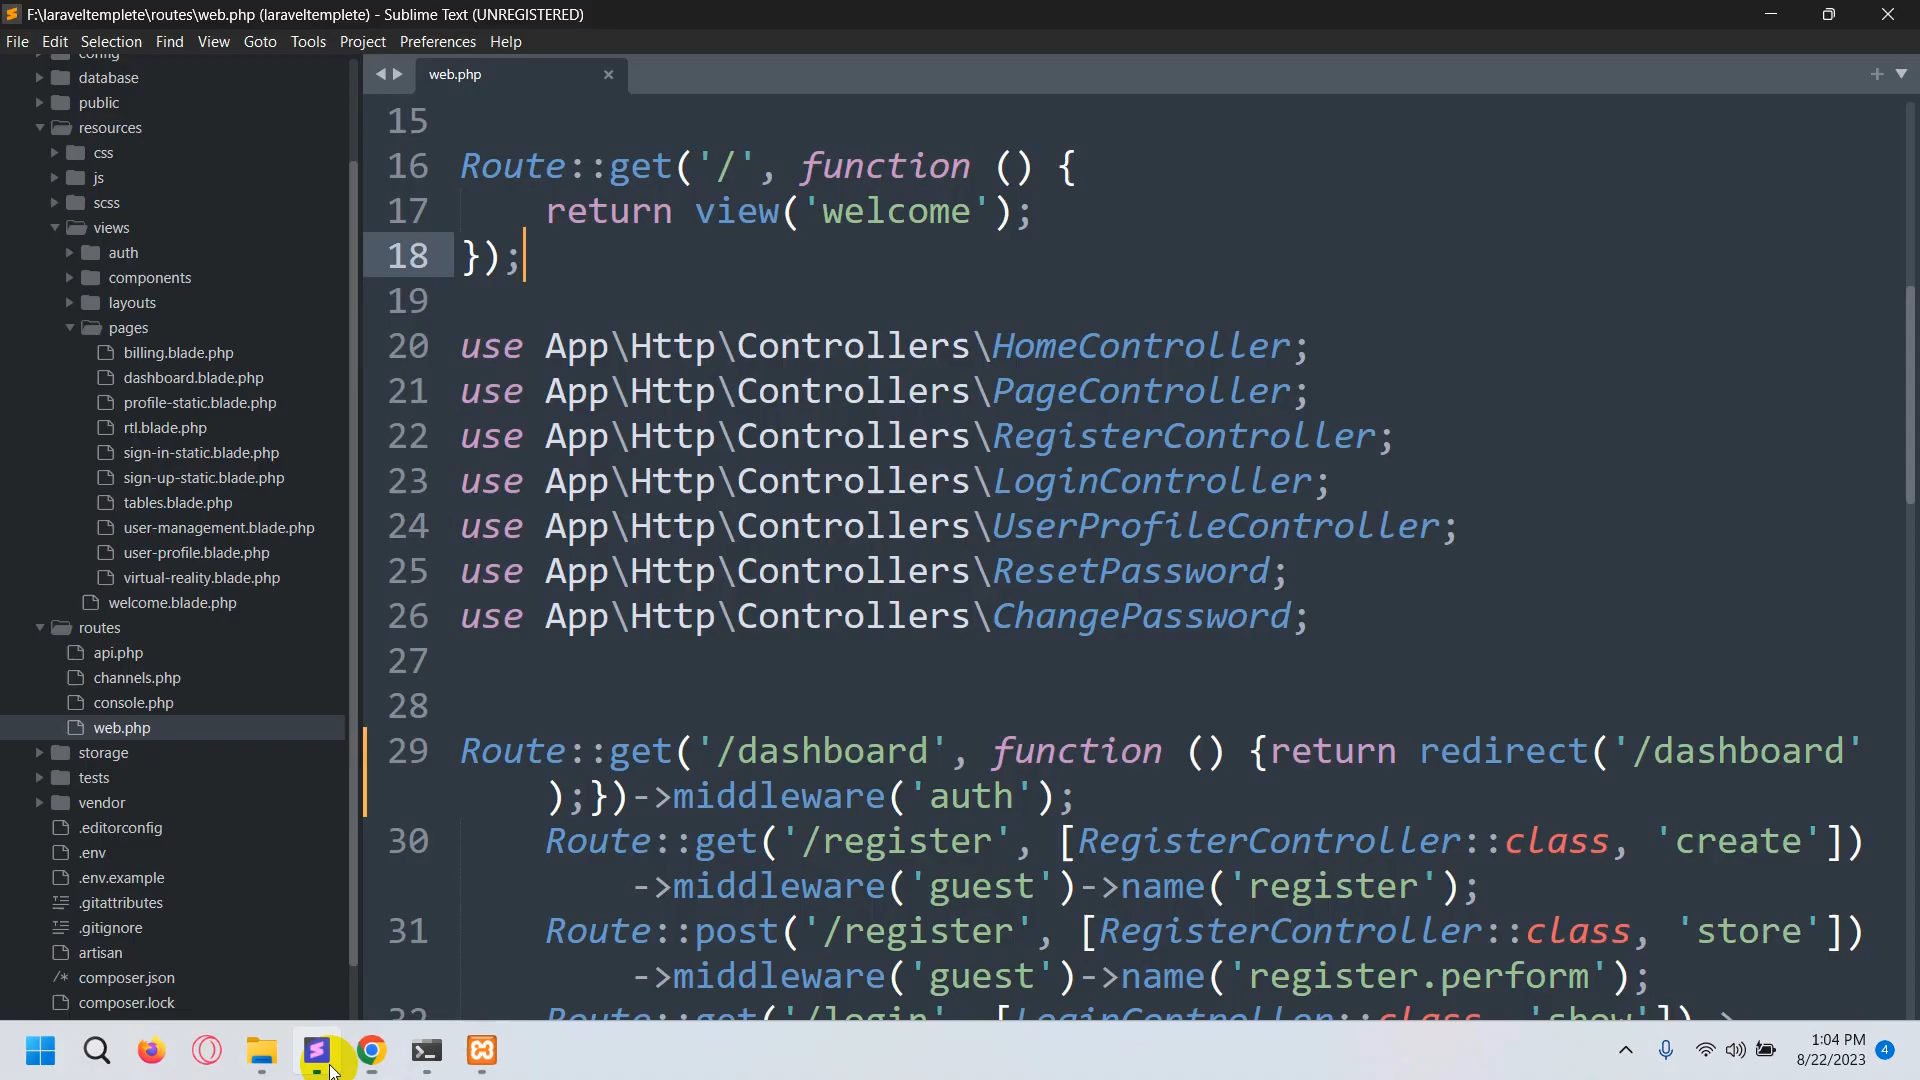 F:\laraveltemplete\routes\web.php (laraveltemplete) - Sublime Text (UNREGISTERED)
File Edit Selection Find View Goto Tools Project Preferences Help
config
database
public
resources
css
js
scss
views
auth
components
layouts
pages
billing.blade.php
dashboard.blade.php
profile-static.blade.php
rtl.blade.php
sign-in-static.blade.php
sign-up-static.blade.php
tables.blade.php
user-management.blade.php
user-profile.blade.php
virtual-reality.blade.php
welcome.blade.php
routes
api.php
channels.php
console.php
web.php
storage
tests
vendor
.editorconfig
.env
.env.example
.gitattributes
.gitignore
artisan
composer.json
composer.lock
web.php
15
16 Route::get('/', function () {
17 return view('welcome');
18 });
19
20 use App\Http\Controllers\HomeController;
21 use App\Http\Controllers\PageController;
22 use App\Http\Controllers\RegisterController;
23 use App\Http\Controllers\LoginController;
24 use App\Http\Controllers\UserProfileController;
25 use App\Http\Controllers\ResetPassword;
26 use App\Http\Controllers\ChangePassword;
27
28
29 Route::get('/dashboard', function () {return redirect('/dashboard'
);})->middleware('auth');
30 Route::get('/register', [RegisterController::class, 'create'])
->middleware('guest')->name('register');
31 Route::post('/register', [RegisterController::class, 'store'])
->middleware('guest')->name('register.perform');
32 Route::get('/login', [LoginController::class, 'show'])->
1:04 PM
8/22/2023
4